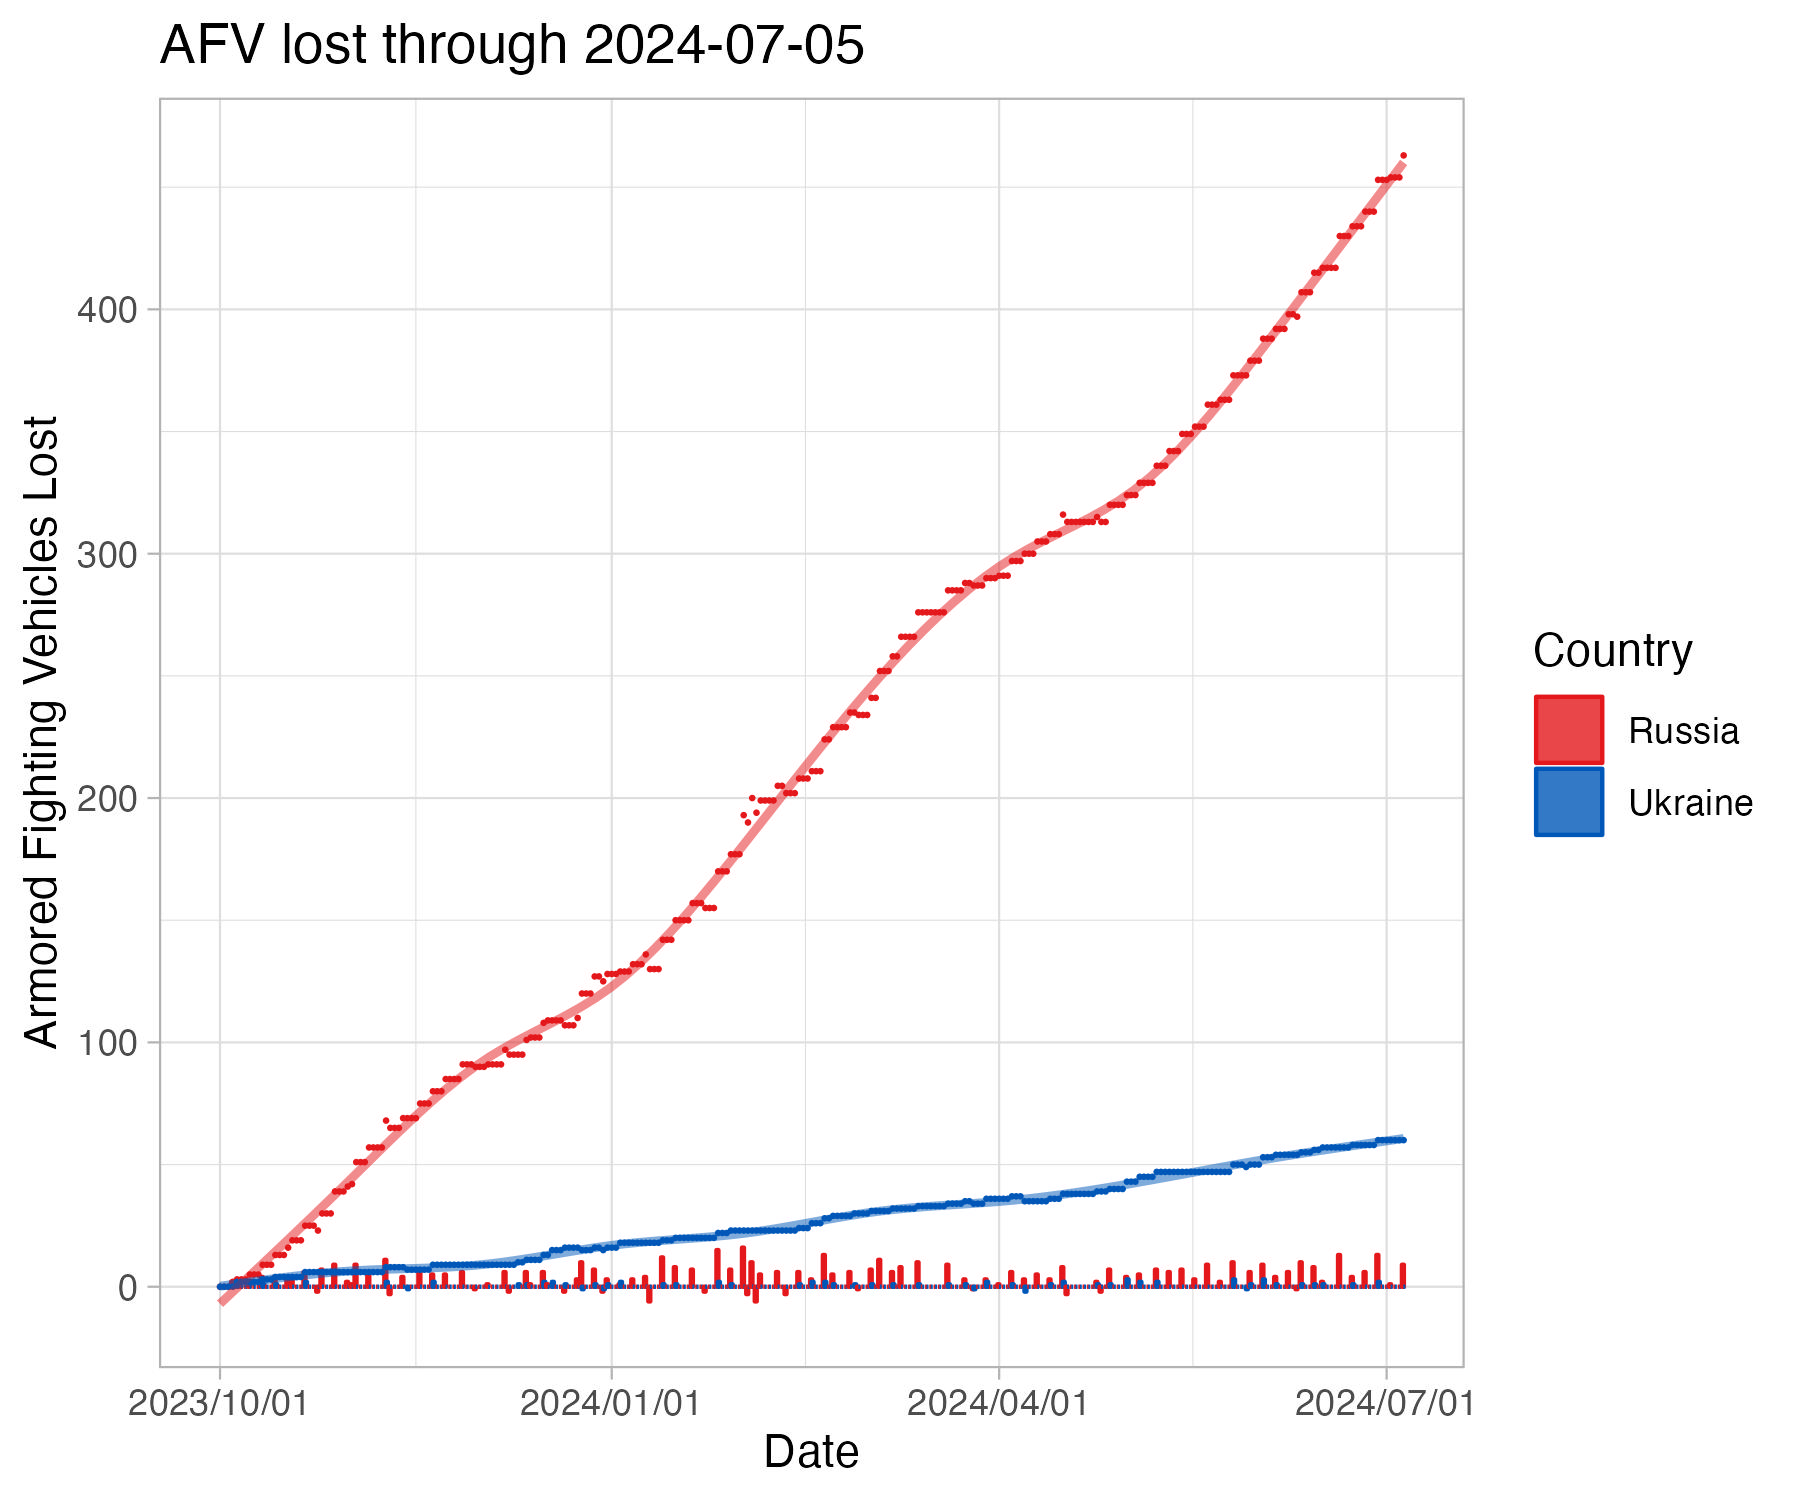 AFV lost through 2024-07-05
Armored Fighting Vehicles Lost
400
300
200
100
0
2023/10/01
2024/01/01
2024/04/01
2024/07/01
Date
Country
Russia
Ukraine